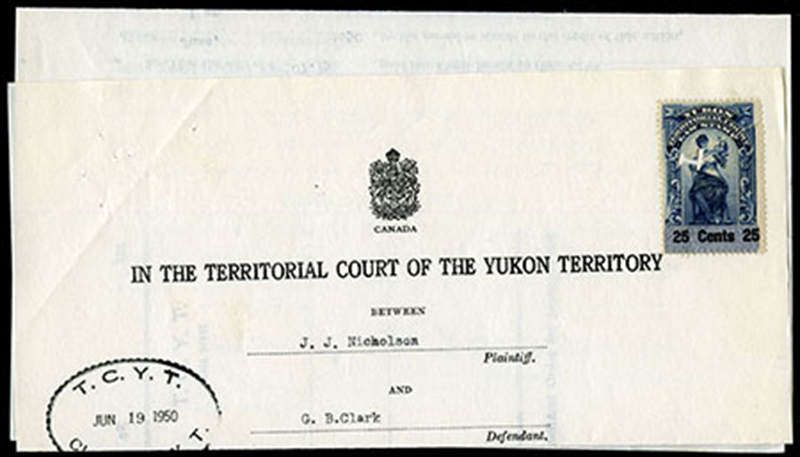 YUKON
25 Cents 25
CANADA
IN THE TERRITORIAL COURT OF THE YUKON TERRITORY
BETWEEN
J. J. Nicholson
Plaintiff.
AND
G. B.Clark
Defendant.
T. C. Y. T.
JUN 19 1950
Y. T.